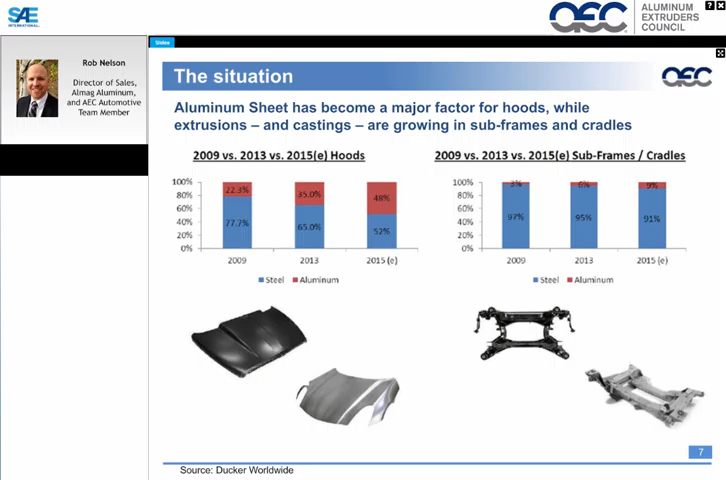 SAE
INTERNATIONAL.
AEC
ALUMINUM
EXTRUDERS
COUNCIL
Rob Nelson
Director of Sales,
Almag Aluminum,
and AEC Automotive
Team Member
Slides
The situation
AEC
Aluminum Sheet has become a major factor for hoods, while
extrusions – and castings – are growing in sub-frames and cradles
2009 vs. 2013 vs. 2015(e) Hoods
100%
80%
60%
40%
20%
0%
22.3%
35.0%
48%
77.7%
65.0%
52%
2009
2013
2015 (e)
Steel
Aluminum
2009 vs. 2013 vs. 2015(e) Sub-Frames / Cradles
100%
80%
60%
40%
20%
0%
3%
6%
9%
97%
95%
91%
2009
2013
2015 (e)
Steel
Aluminum
7
Source: Ducker Worldwide